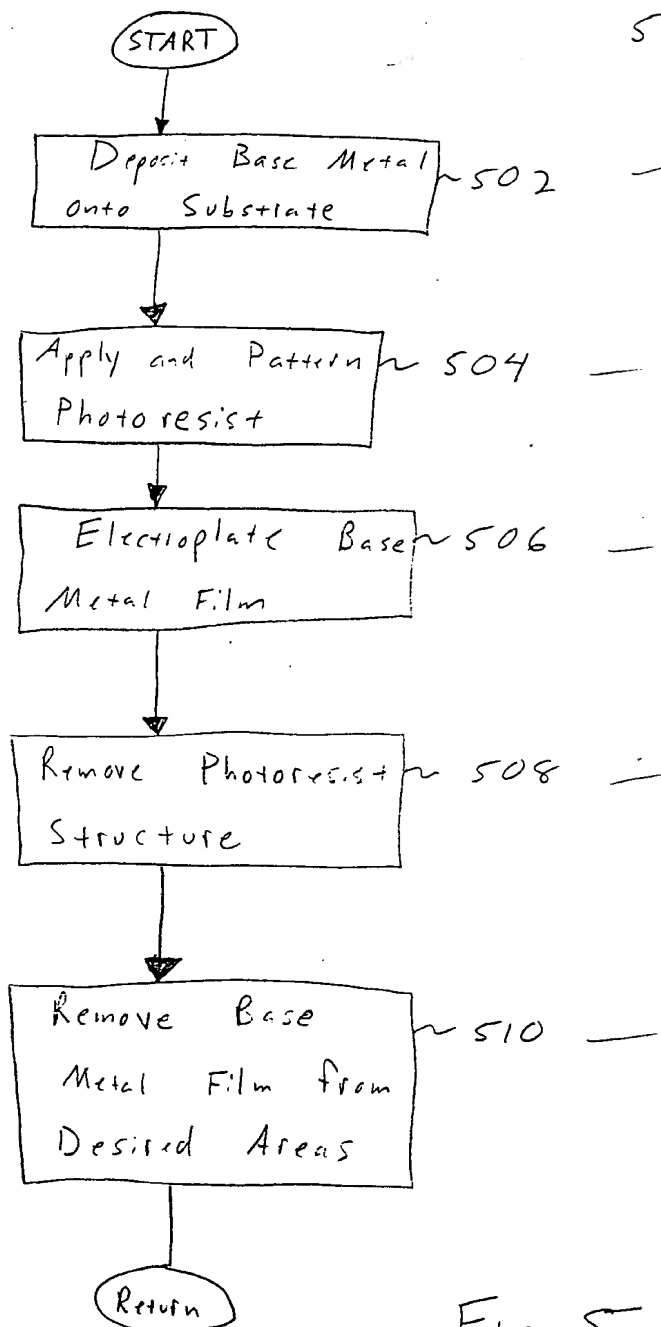 START
5
Deposit Base Metal ~ 502 —
onto Substrate
Apply and Pattern ~ 504 —
Photoresist
Electroplate Base ~ 506 —
Metal Film
Remove Photoresist ~ 508 —
Structure
Remove Base ~ 510 —
Metal Film from
Desired Areas
Return
5